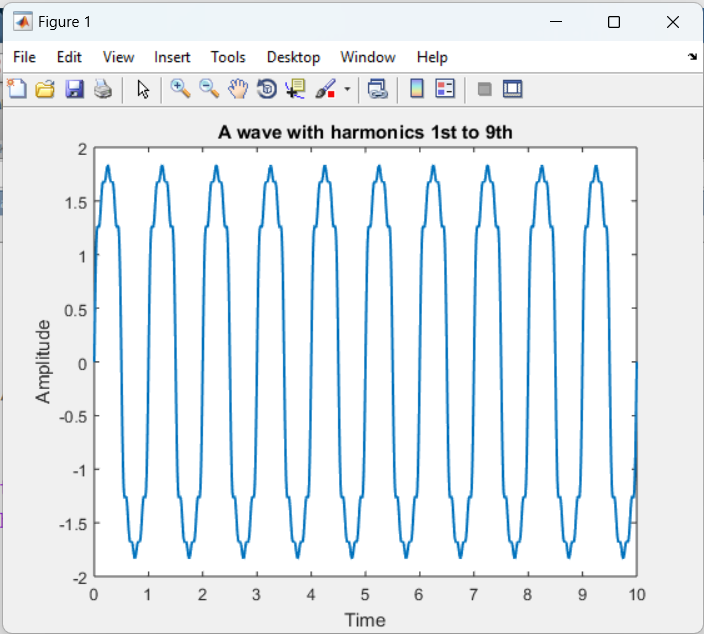 Figure 1
File Edit View Insert Tools Desktop Window Help
A wave with harmonics 1st to 9th
2
1.5
1
0.5
0
-0.5
-1
-1.5
-2
Amplitude
0 1 2 3 4 5 6 7 8 9 10
Time